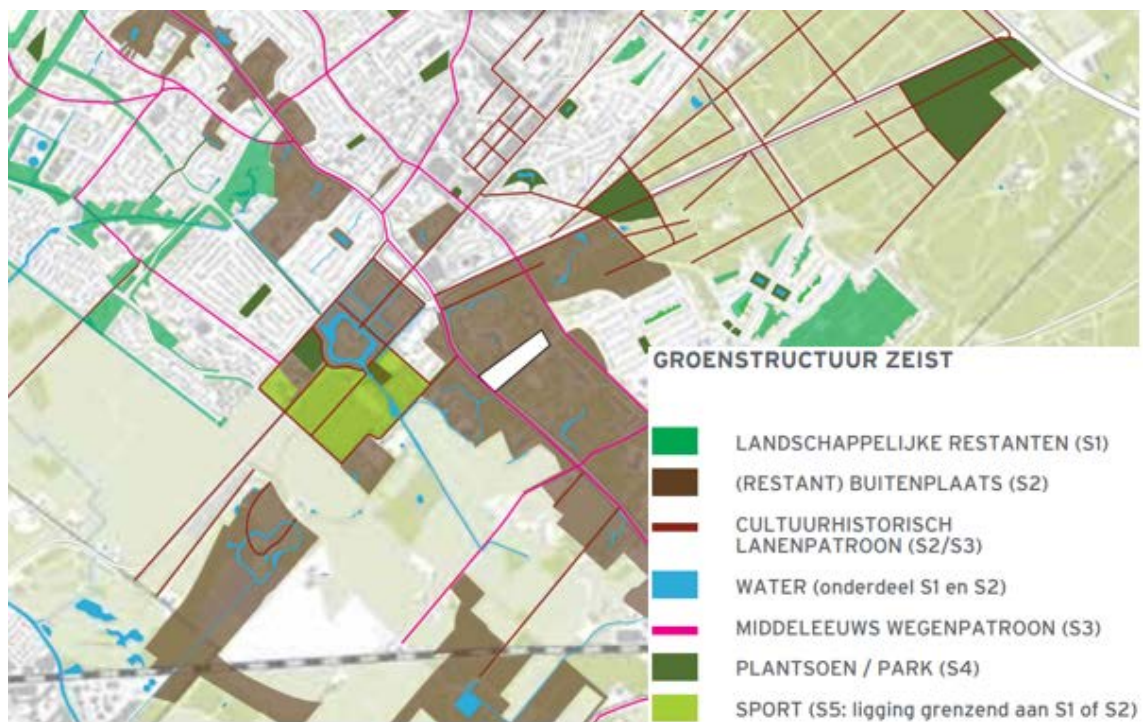 GROENSTRUCTUUR ZEIST
LANDSCHAPPELIJKE RESTANTEN (S1)
(RESTANT) BUITENPLAATS (S2)
CULTUURHISTORISCH
LANENPATROON (S2/S3)
WATER (onderdeel S1 en S2)
MIDDELEEUWS WEGENPATROON (S3)
PLANTSOEN / PARK (S4)
SPORT (S5: ligging grenzend aan S1 of S2)